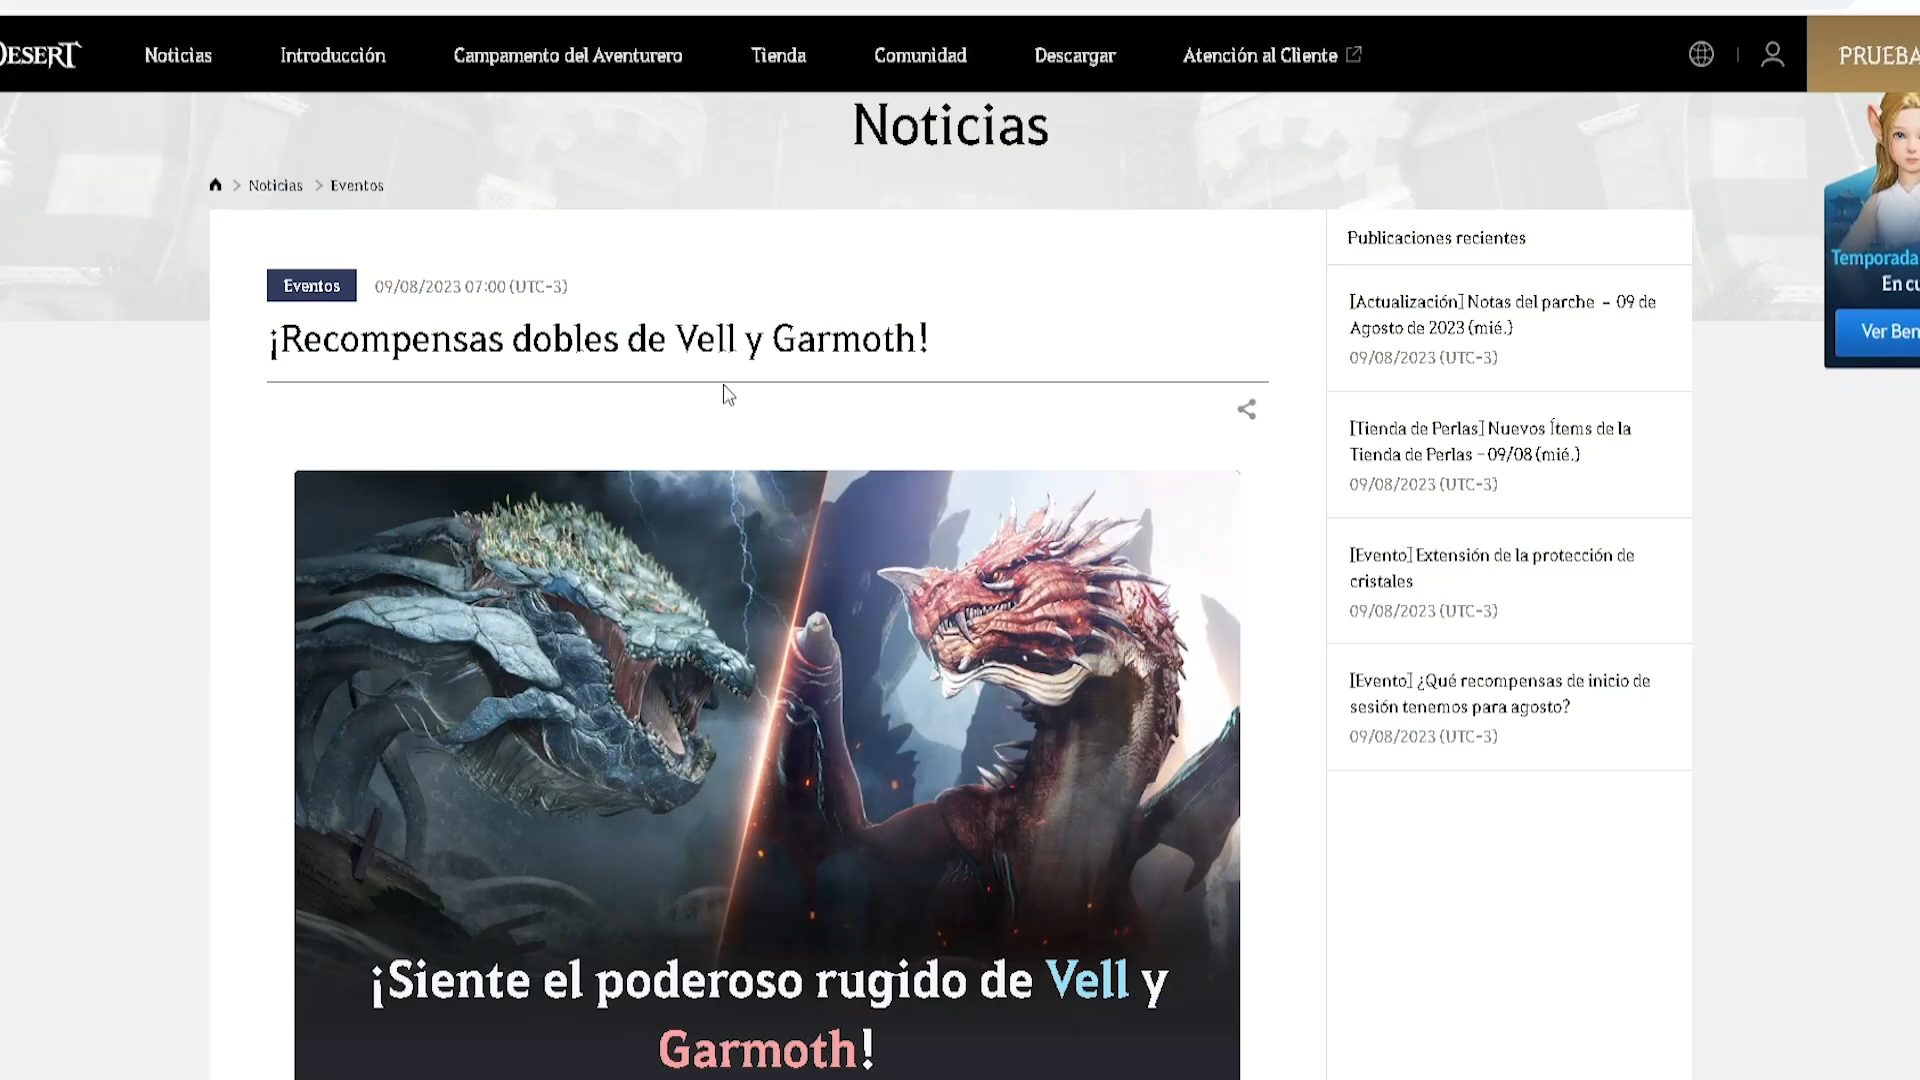 DESERT
Noticias
Introducción
Campamento del Aventurero
Tienda
Comunidad
Descargar
Atención al Cliente
Noticias
Noticias > Eventos
Eventos
09/08/2023 07:00 (UTC-3)
¡Recompensas dobles de Vell y Garmoth!
¡Siente el poderoso rugido de Vell y
Garmoth!
Publicaciones recientes
[Actualización] Notas del parche - 09 de
Agosto de 2023 (mié.)
09/08/2023 (UTC-3)
[Tienda de Perlas] Nuevos Ítems de la
Tienda de Perlas - 09/08 (mié.)
09/08/2023 (UTC-3)
[Evento] Extensión de la protección de
cristales
09/08/2023 (UTC-3)
[Evento] ¿Qué recompensas de inicio de
sesión tenemos para agosto?
09/08/2023 (UTC-3)
Temporada